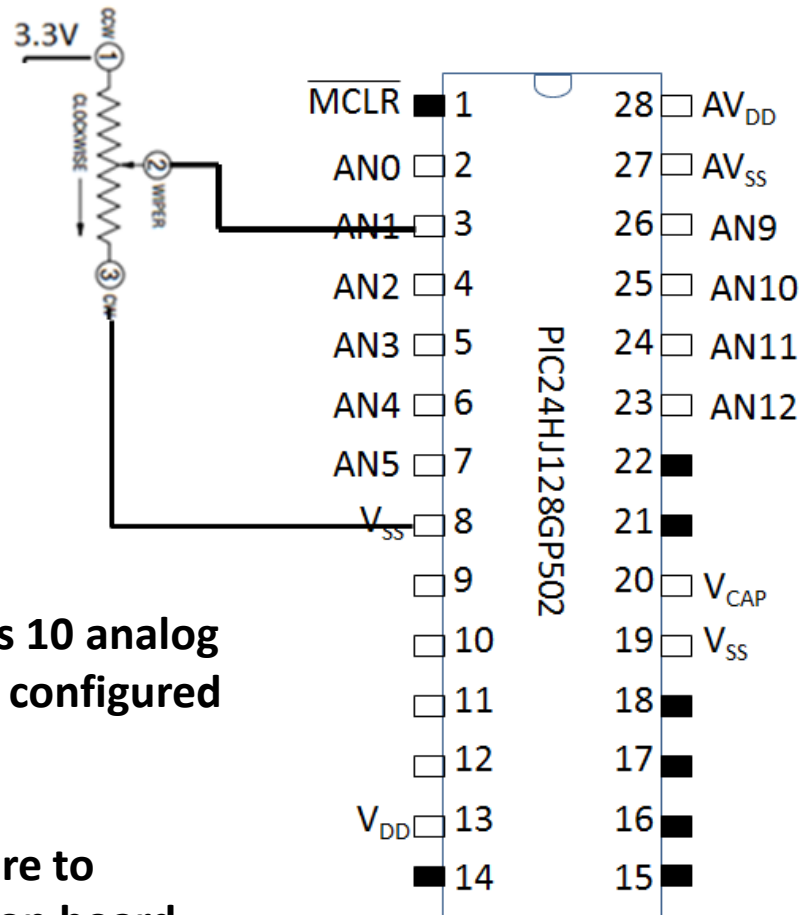 3.3V
CCW
1
CLOCKWISE
2
WIPER
3
CW
MCLR 1
AN0 2
AN1 3
AN2 4
AN3 5
AN4 6
AN5 7
VSS 8
9
10
11
12
VDD 13
14
PIC24HJ128GP502
28 AVDD
27 AVSS
26 AN9
25 AN10
24 AN11
23 AN12
22
21
20 VCAP
19 VSS
18
17
16
15
s 10 analog
configured
re to
on board